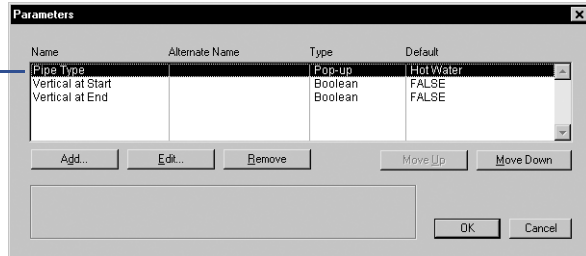 Parameters
Name Alternate Name Type Default
Pipe Type Pop-up Hot Water
Vertical at Start Boolean FALSE
Vertical at End Boolean FALSE
Add... Edit... Remove Move Up Move Down
OK Cancel